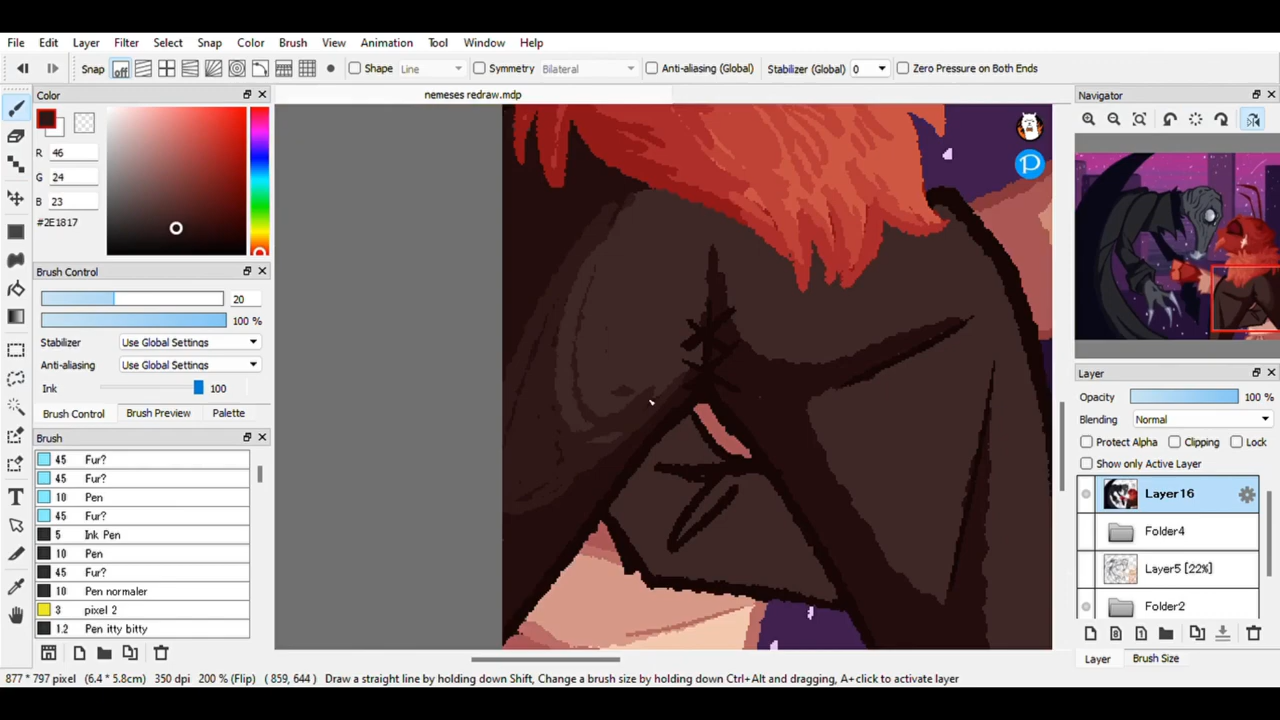 File Edit Layer Filter Select Snap Color Brush View Animation Tool Window Help
Snap off Shape Line Symmetry Bilateral Anti-aliasing (Global) Stabilizer (Global) 0 Zero Pressure on Both Ends
Color
nemeses redraw.mdp
Navigator
R 46
G 24
B 23
#2E1817
Brush Control
20
100 %
Stabilizer Use Global Settings
Anti-aliasing Use Global Settings
Ink 100
Brush Control Brush Preview Palette
Brush
45 Fur?
45 Fur?
10 Pen
45 Fur?
5 Ink Pen
10 Pen
45 Fur?
10 Pen normaler
3 pixel 2
1.2 Pen itty bitty
Layer
Opacity 100 %
Blending Normal
Protect Alpha Clipping Lock
Show only Active Layer
Layer16
Folder4
Layer5 [22%]
Folder2
Layer Brush Size
877 * 797 pixel (6.4 * 5.8cm) 350 dpi 200 % (Flip) ( 859, 644 ) Draw a straight line by holding down Shift, Change a brush size by holding down Ctrl+Alt and dragging, A+click to activate layer